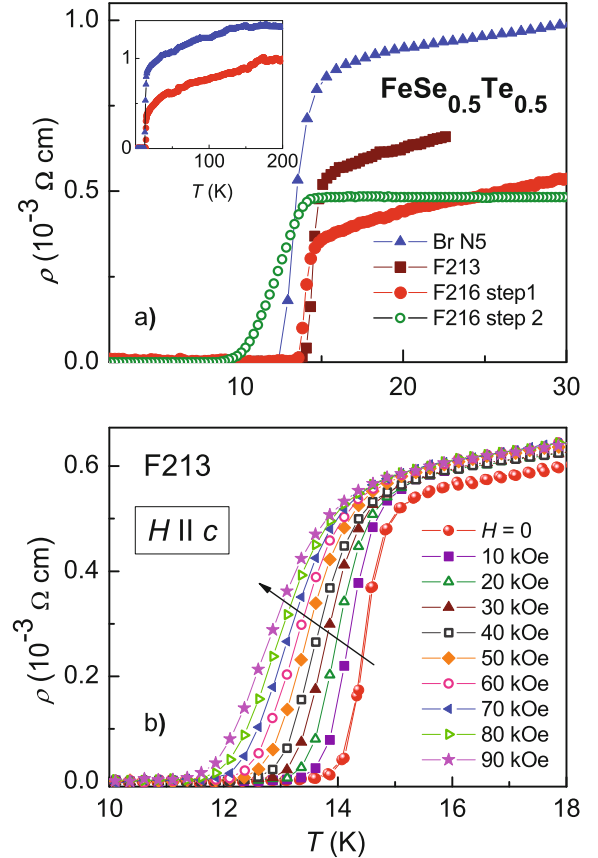 a)
1
0
0
100
200
T (K)
FeSe0.5Te0.5
1.0
0.5
0.0
ρ (10⁻³ Ω cm)
Br N5
F213
F216 step1
F216 step 2
10
20
30
F213
H || c
0.6
0.4
0.2
0.0
ρ (10⁻³ Ω cm)
H = 0
10 kOe
20 kOe
30 kOe
40 kOe
50 kOe
60 kOe
70 kOe
80 kOe
90 kOe
b)
10
12
14
16
18
T (K)